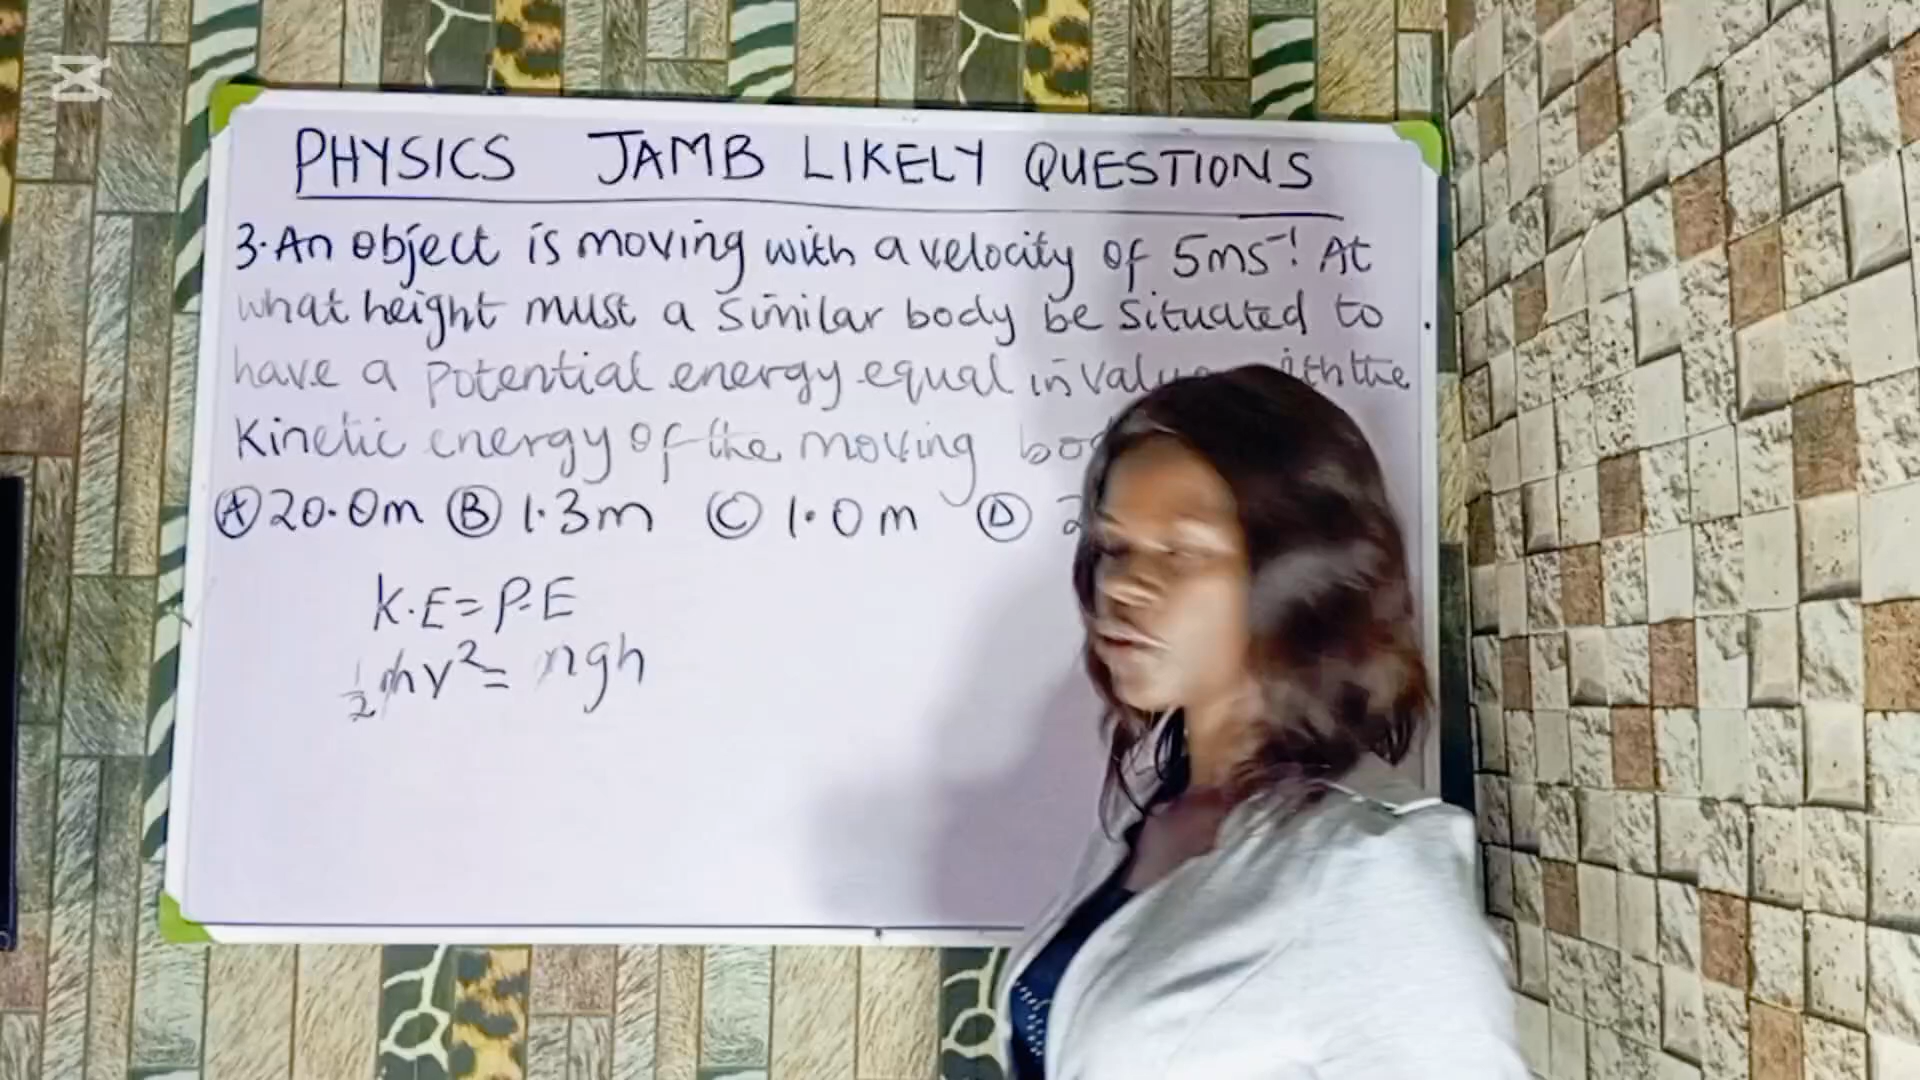 PHYSICS JAMB LIKELY QUESTIONS
3. An object is moving with a velocity of 5ms⁻¹. At
what height must a similar body be situated to
have a potential energy equal in the
Kinetic energy of the moving
Ⓐ 20.0m Ⓑ 1.3m Ⓒ 1.0m Ⓓ
K.E = P.E
½mv² = mgh